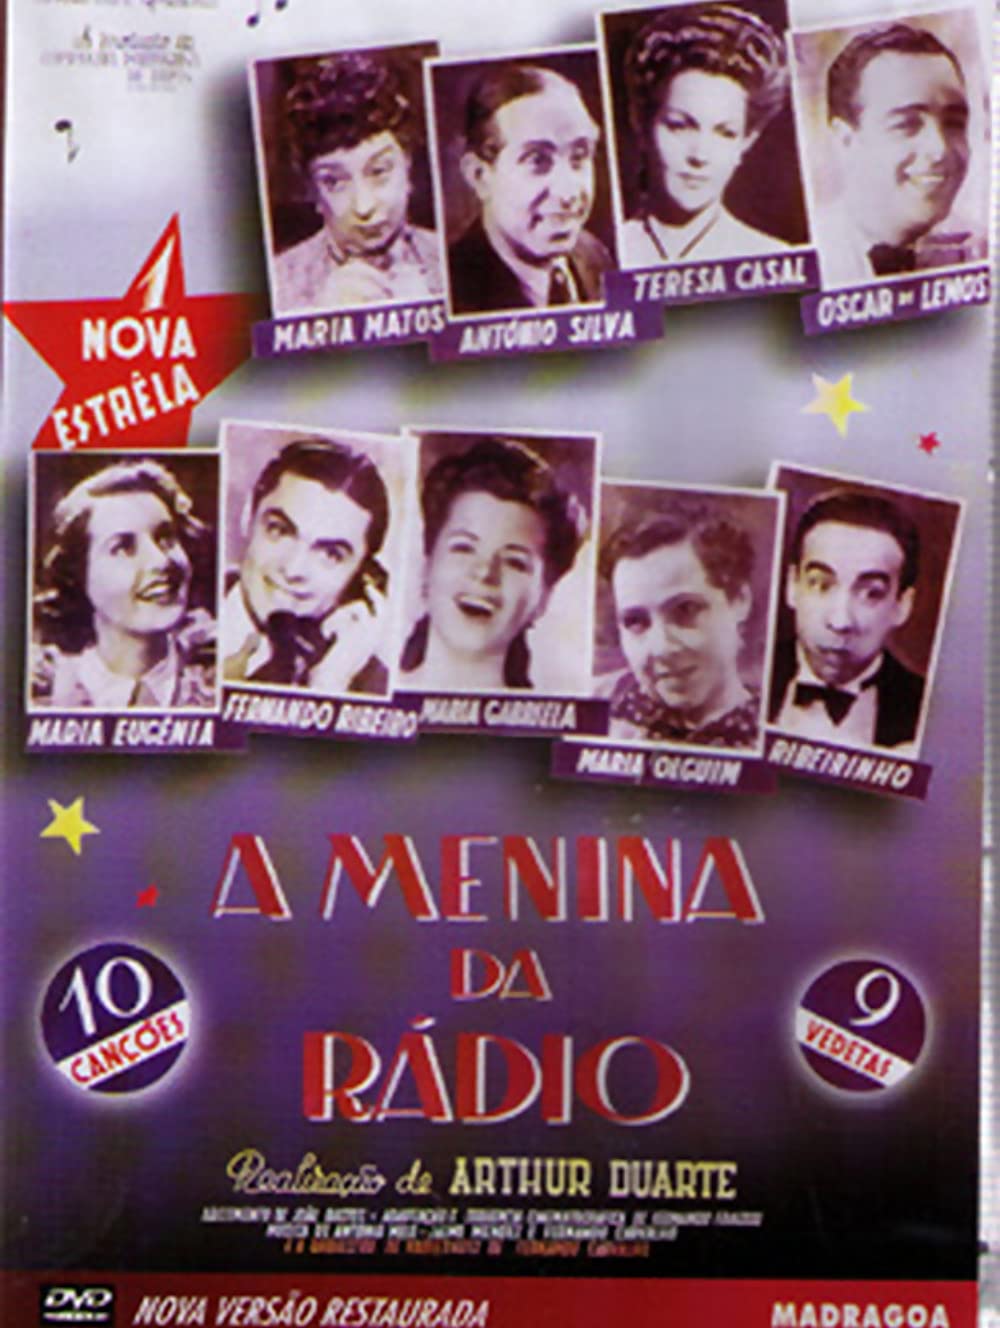 MARIA MATOS
ANTÓNIO SILVA
TERESA CASAL
OSCAR DE LEMOS
1
NOVA
ESTRÊLA
MARIA EUGÉNIA
FERNANDO RIBEIRO
MARIA GABRIELA
MARIA OLGUIM
RIBEIRINHO
A MENINA
DA
RÁDIO
10
CANÇÕES
9
VEDETAS
Realização de ARTHUR DUARTE
DVD
NOVA VERSÃO RESTAURADA
MADRAGOA